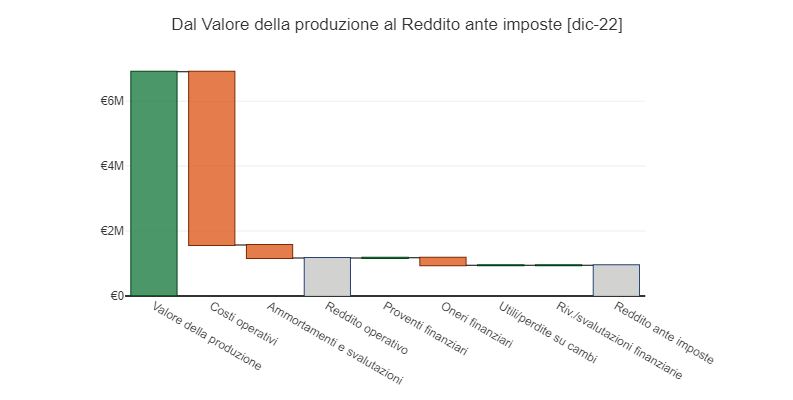 Dal Valore della produzione al Reddito ante imposte [dic-22]
€6M
€4M
€2M
€0
Valore della produzione
Costi operativi
Ammortamenti e svalutazioni
Reddito operativo
Proventi finanziari
Oneri finanziari
Utili/perdite su cambi
Riv./svalutazioni finanziarie
Reddito ante imposte